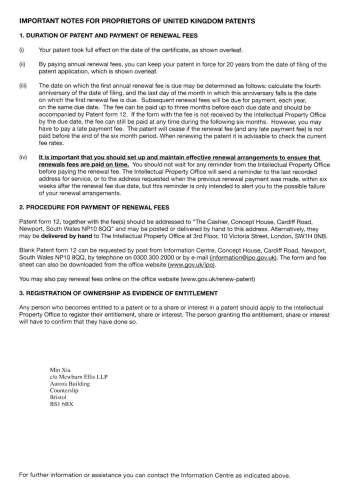 IMPORTANT NOTES FOR PROPRIETORS OF UNITED KINGDOM PATENTS
1. DURATION OF PATENT AND PAYMENT OF RENEWAL FEES
(i) Your patent took full effect on the date of the certificate, as shown overleaf.
(ii) By paying annual renewal fees, you can keep your patent in force for 20 years from the date of filing of the
patent application, which is shown overleaf.
(iii) The date on which the first annual renewal fee is due may be determined as follows: calculate the fourth
anniversary of the date of filing, and the last day of the month in which this anniversary falls is the date
on which the first renewal fee is due. Subsequent renewal fees will be due for payment, each year,
on the same due date. The fee can be paid up to three months before each due date and should be
accompanied by Patent form 12. If the form with the fee is not received by the Intellectual Property Office
by the due date, the fee can still be paid at any time during the following six months. However, you may
have to pay a late payment fee. The patent will cease if the renewal fee (and any late payment fee) is not
paid before the end of the six month period. When renewing the patent it is advisable to check the current
fee rates.
(iv) It is important that you should set up and maintain effective renewal arrangements to ensure that
renewals fees are paid on time. You should not wait for any reminder from the Intellectual Property Office
before paying the renewal fee. The Intellectual Property Office will send a reminder to the last recorded
address for service, or to the address requested when the previous renewal payment was made, within six
weeks after the renewal fee due date, but this reminder is only intended to alert you to the possible failure
of your renewal arrangements.
2. PROCEDURE FOR PAYMENT OF RENEWAL FEES
Patent form 12, together with the fee(s) should be addressed to "The Cashier, Concept House, Cardiff Road,
Newport, South Wales NP10 8QQ" and may be posted or delivered by hand to this address. Alternatively, they
may be delivered by hand to The Intellectual Property Office at 3rd Floor, 10 Victoria Street, London, SW1H 0NB.
Blank Patent form 12 can be requested by post from Information Centre, Concept House, Cardiff Road, Newport,
South Wales NP10 8QQ, by telephone on 0300 300 2000 or by e-mail (information@ipo.gov.uk). The form and fee
sheet can also be downloaded from the office website (www.gov.uk/ipo).
You may also pay renewal fees online on the office website (www.gov.uk/renew-patent)
3. REGISTRATION OF OWNERSHIP AS EVIDENCE OF ENTITLEMENT
Any person who becomes entitled to a patent or to a share or interest in a patent should apply to the Intellectual
Property Office to register their entitlement, share or interest. The person granting the entitlement, share or interest
will have to confirm that they have done so.
Min Xia
c/o Mewburn Ellis LLP
Aurora Building
Counterslip
Bristol
BS1 6BX
For further information or assistance you can contact the Information Centre as indicated above.